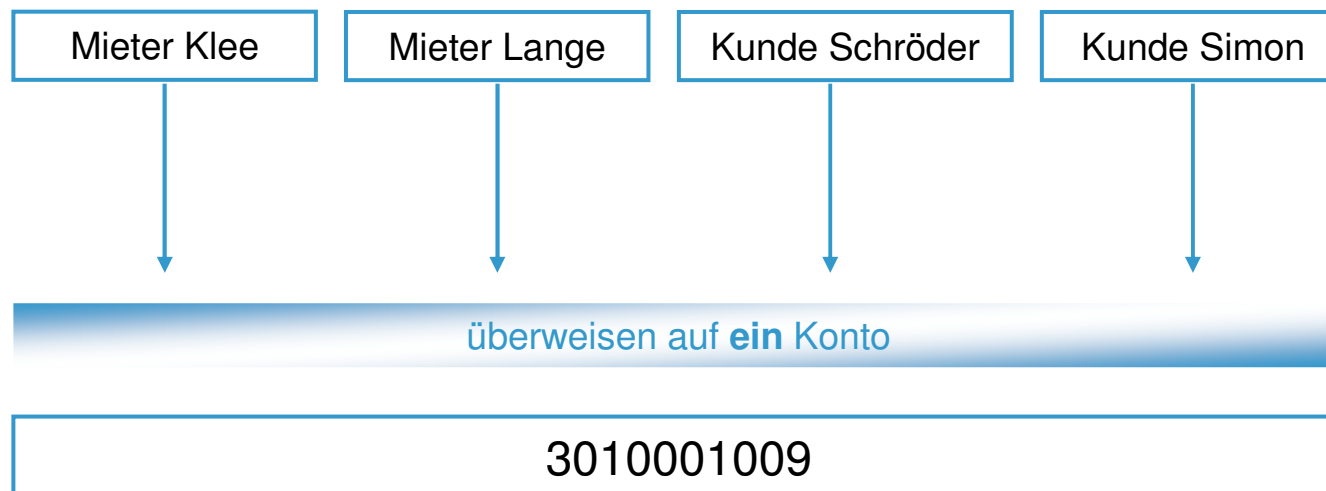 Mieter Klee
Mieter Lange
Kunde Schröder
Kunde Simon
überweisen auf ein Konto
3010001009